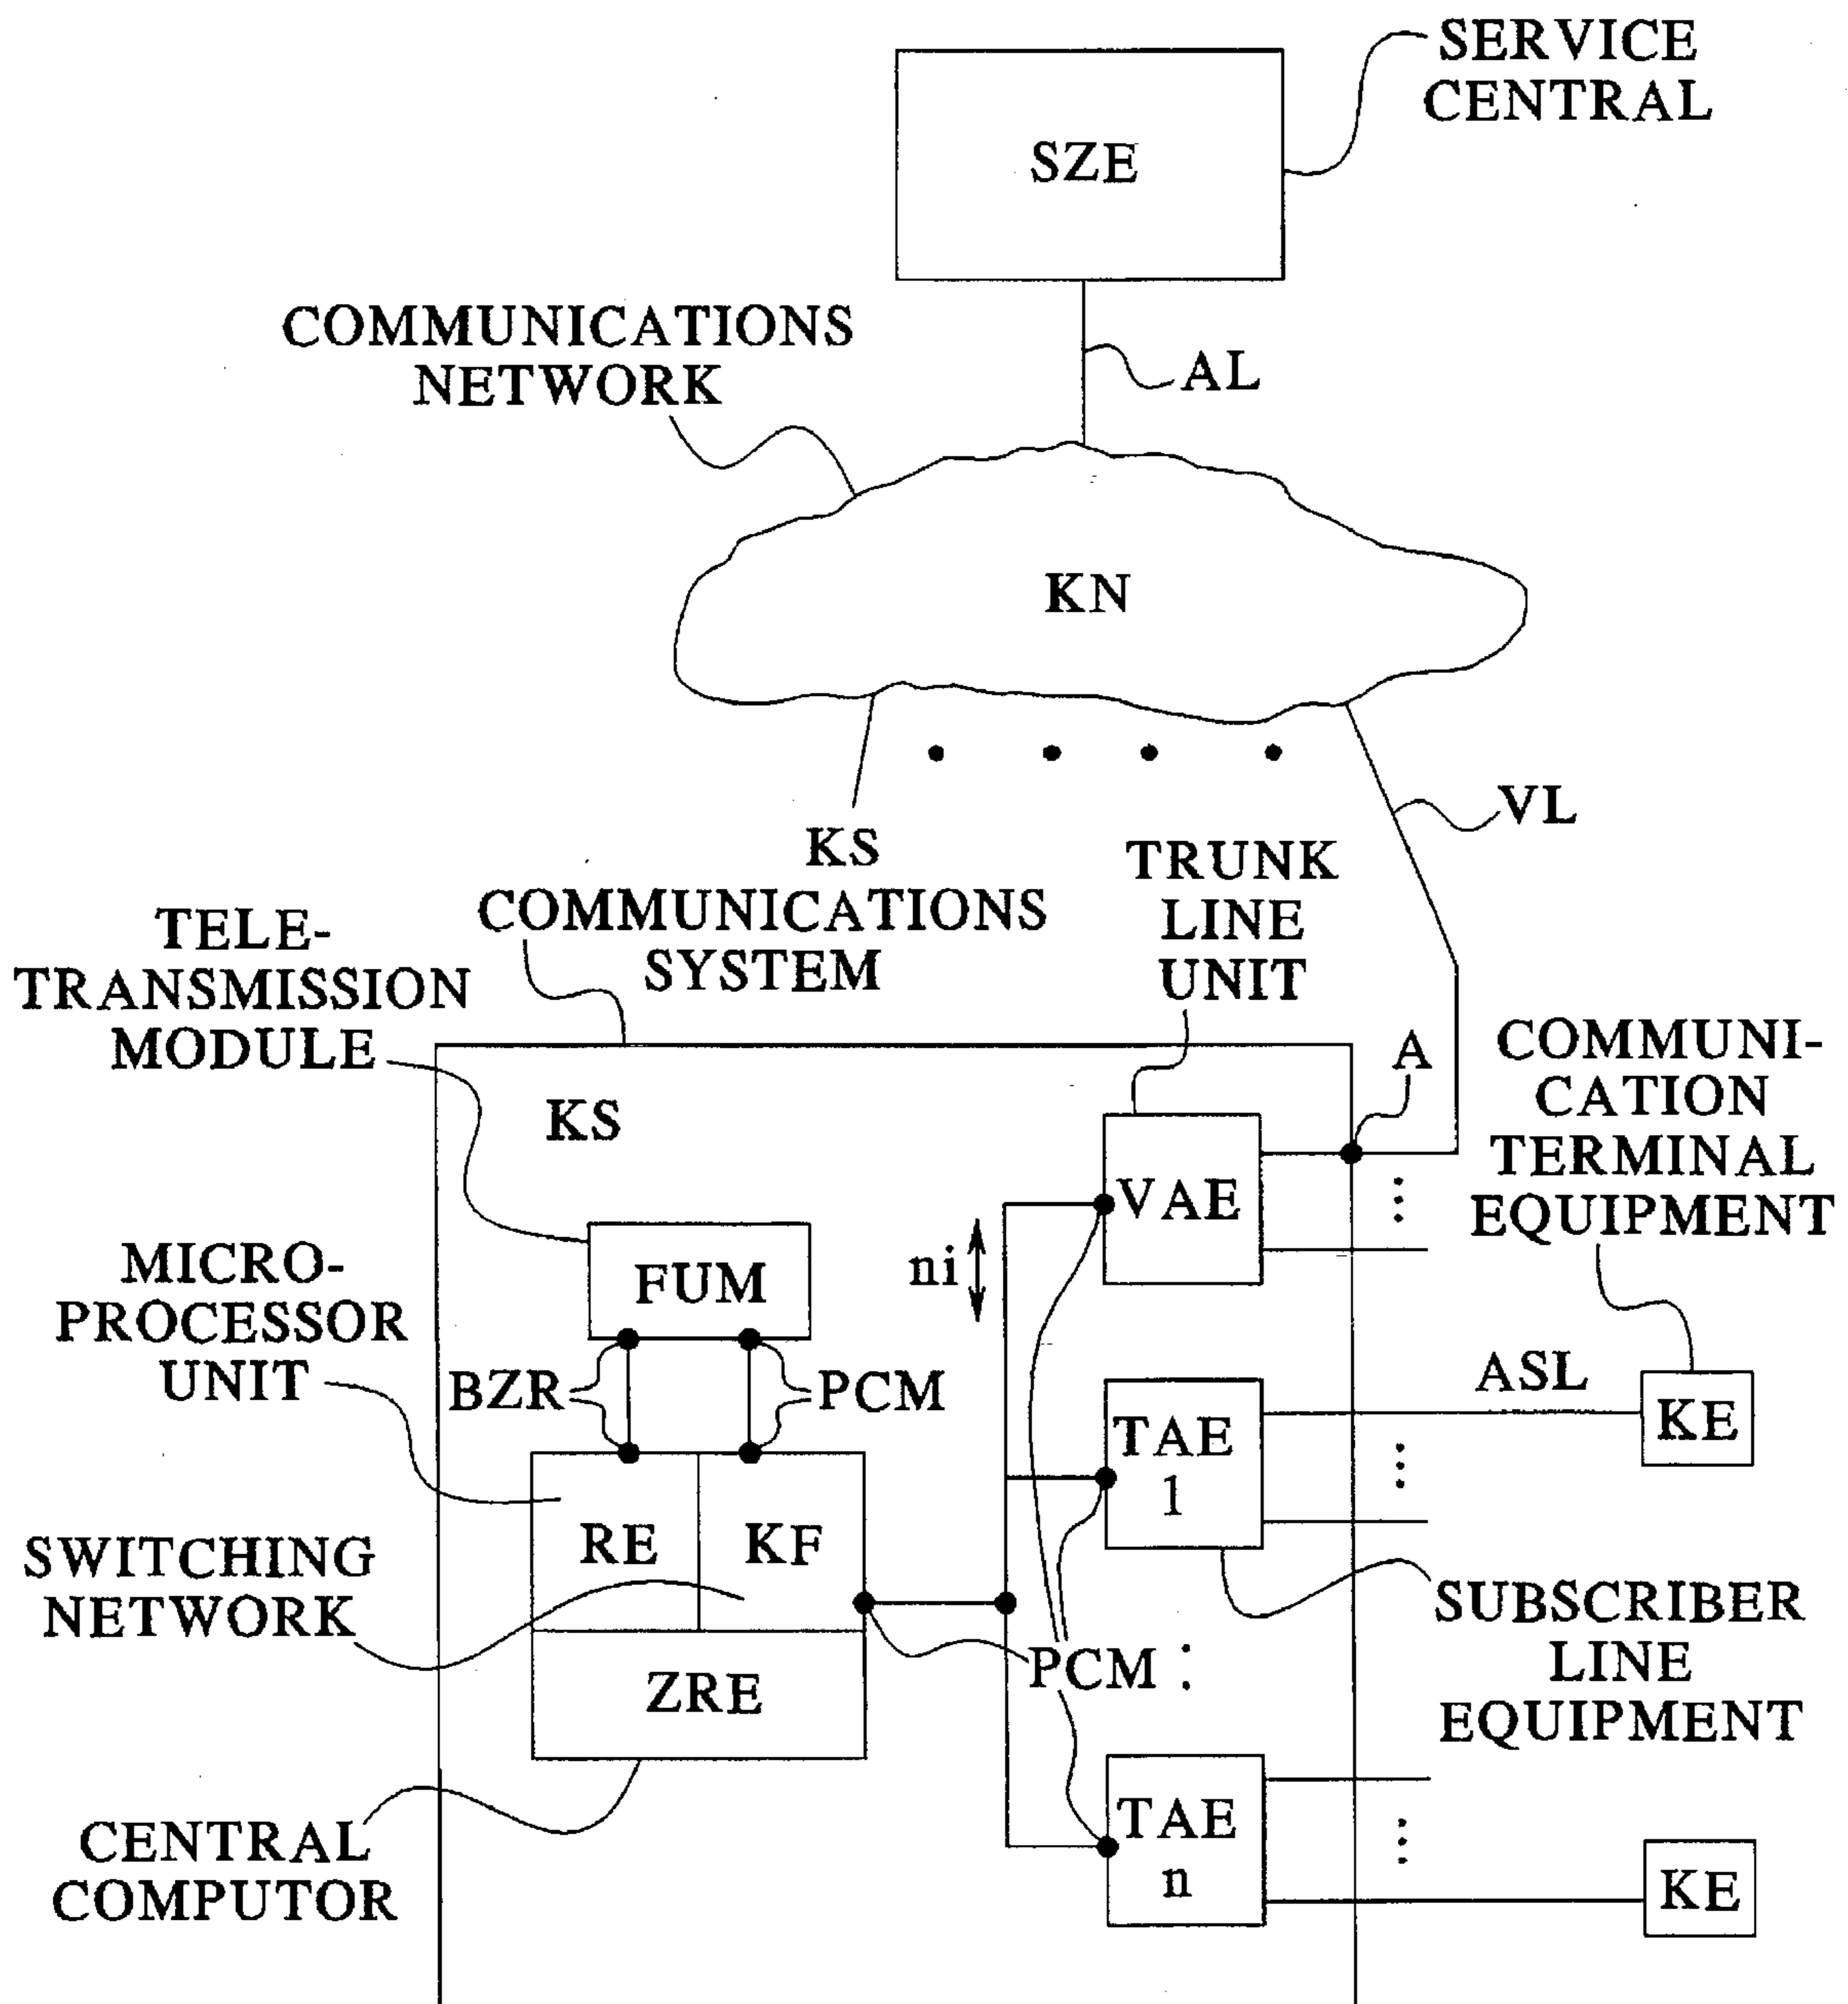 SERVICE
CENTRAL
SZE
COMMUNICATIONS
NETWORK
AL
KN
VL
KS
COMMUNICATIONS
SYSTEM
TRUNK
LINE
UNIT
TELE-
TRANSMISSION
MODULE
A
COMMUNI-
CATION
TERMINAL
EQUIPMENT
KS
VAE
ni
FUM
MICRO-
PROCESSOR
UNIT
BZR
PCM
ASL
KE
TAE
1
RE
KF
SWITCHING
NETWORK
SUBSCRIBER
LINE
EQUIPMENT
PCM
ZRE
TAE
n
KE
CENTRAL
COMPUTOR